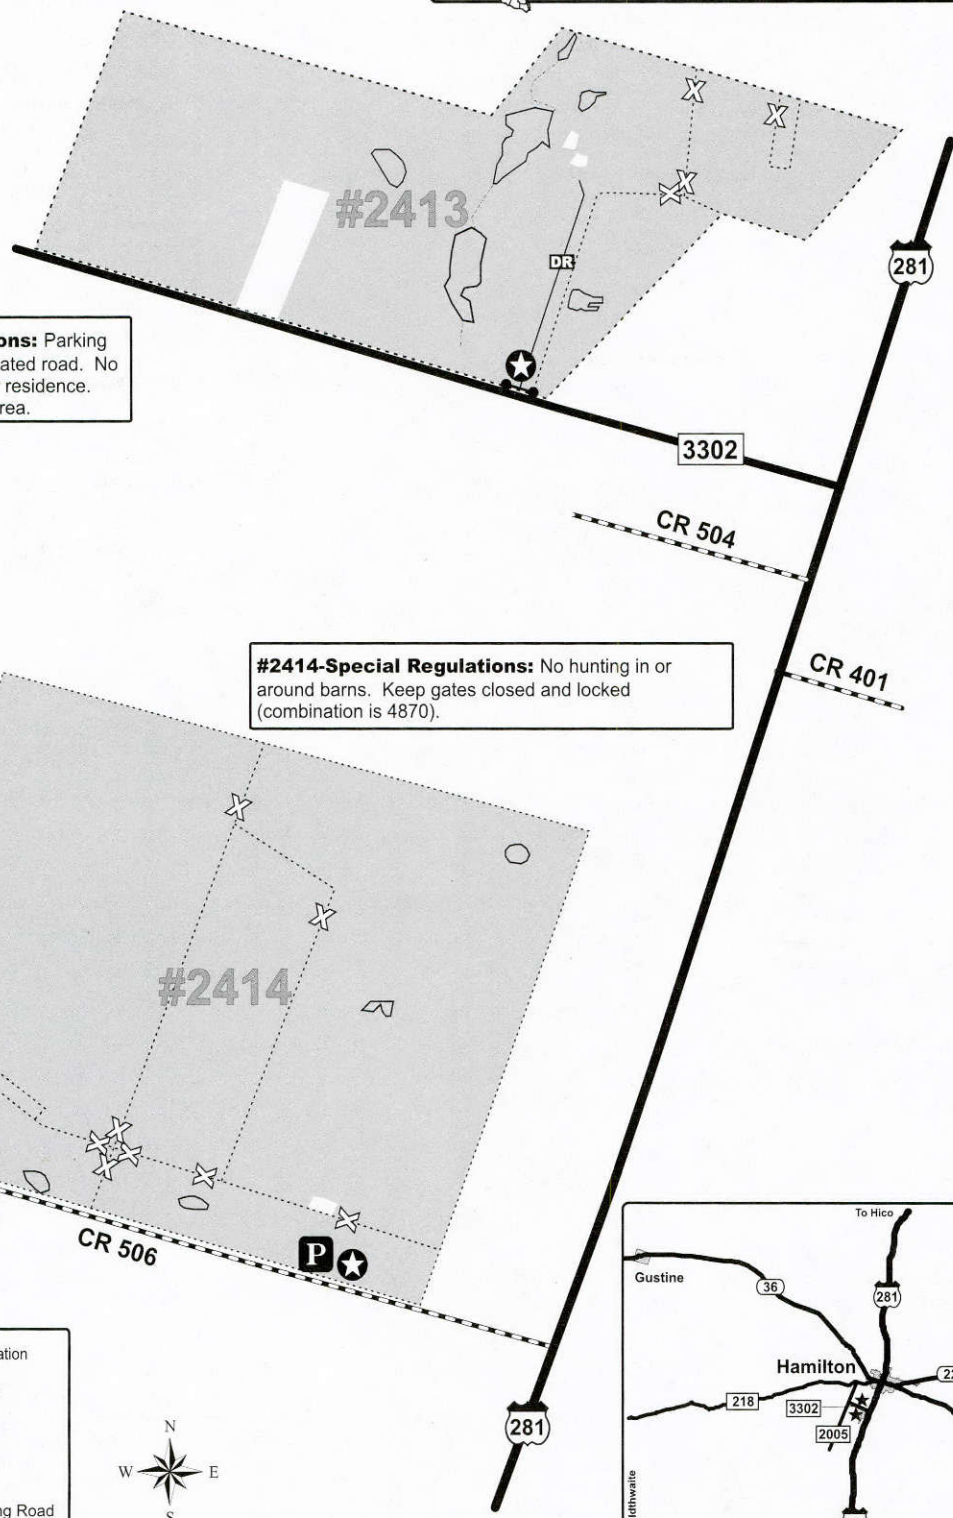 #2413
DR
281
ons: Parking
ated road. No
residence.
rea.
3302
CR 504
#2414-Special Regulations: No hunting in or
around barns. Keep gates closed and locked
(combination is 4870).
CR 401
#2414
P
CR 506
281
ation
N
W E
S
ng Road
To Hico
Gustine
36
281
Hamilton
22
218
3302
2005
ldthwaite